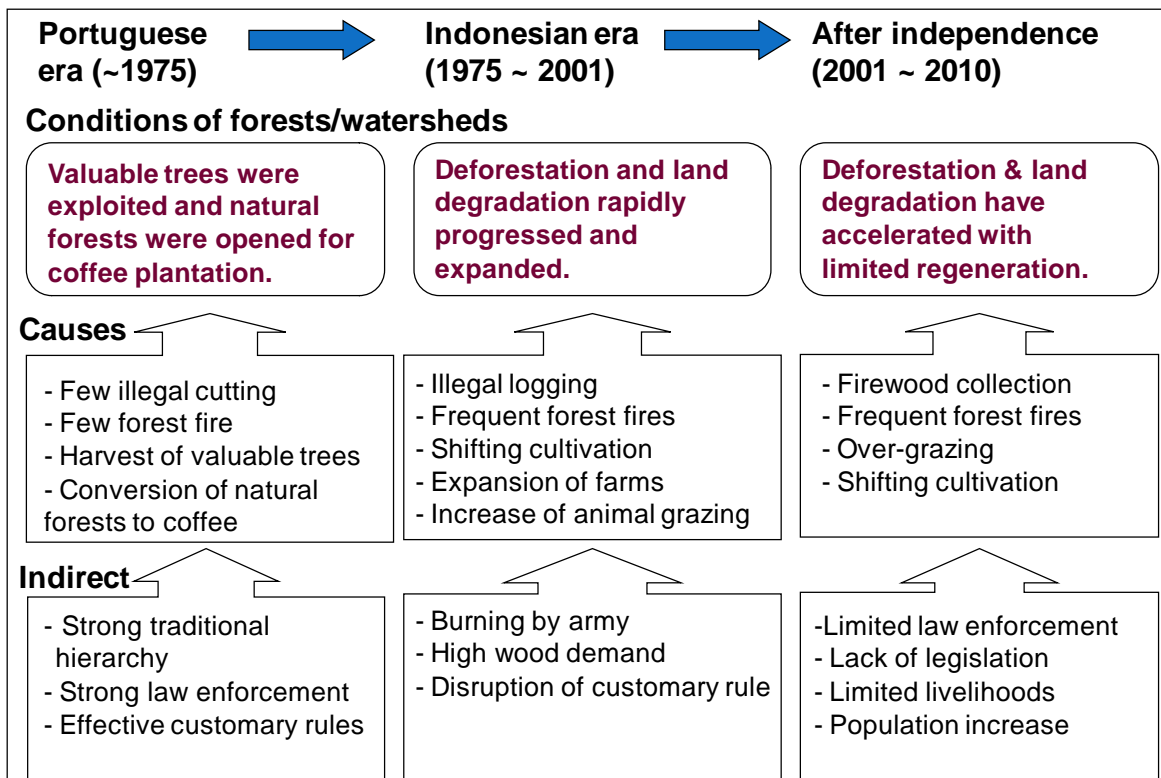 Portuguese
era (~1975)
Indonesian era
(1975 ~ 2001)
After independence
(2001 ~ 2010)
Conditions of forests/watersheds
Valuable trees were
exploited and natural
forests were opened for
coffee plantation.
Deforestation and land
degradation rapidly
progressed and
expanded.
Deforestation & land
degradation have
accelerated with
limited regeneration.
Causes
- Few illegal cutting
- Few forest fire
- Harvest of valuable trees
- Conversion of natural
forests to coffee
- Illegal logging
- Frequent forest fires
- Shifting cultivation
- Expansion of farms
- Increase of animal grazing
- Firewood collection
- Frequent forest fires
- Over-grazing
- Shifting cultivation
Indirect
- Strong traditional
hierarchy
- Strong law enforcement
- Effective customary rules
- Burning by army
- High wood demand
- Disruption of customary rule
-Limited law enforcement
- Lack of legislation
- Limited livelihoods
- Population increase